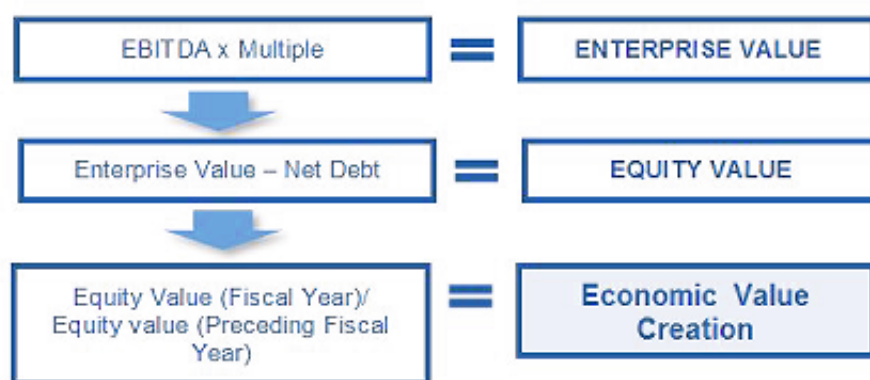 EBITDA x Multiple = ENTERPRISE VALUE
Enterprise Value – Net Debt = EQUITY VALUE
Equity Value (Fiscal Year)/
Equity value (Preceding Fiscal
Year)
=
Economic Value
Creation